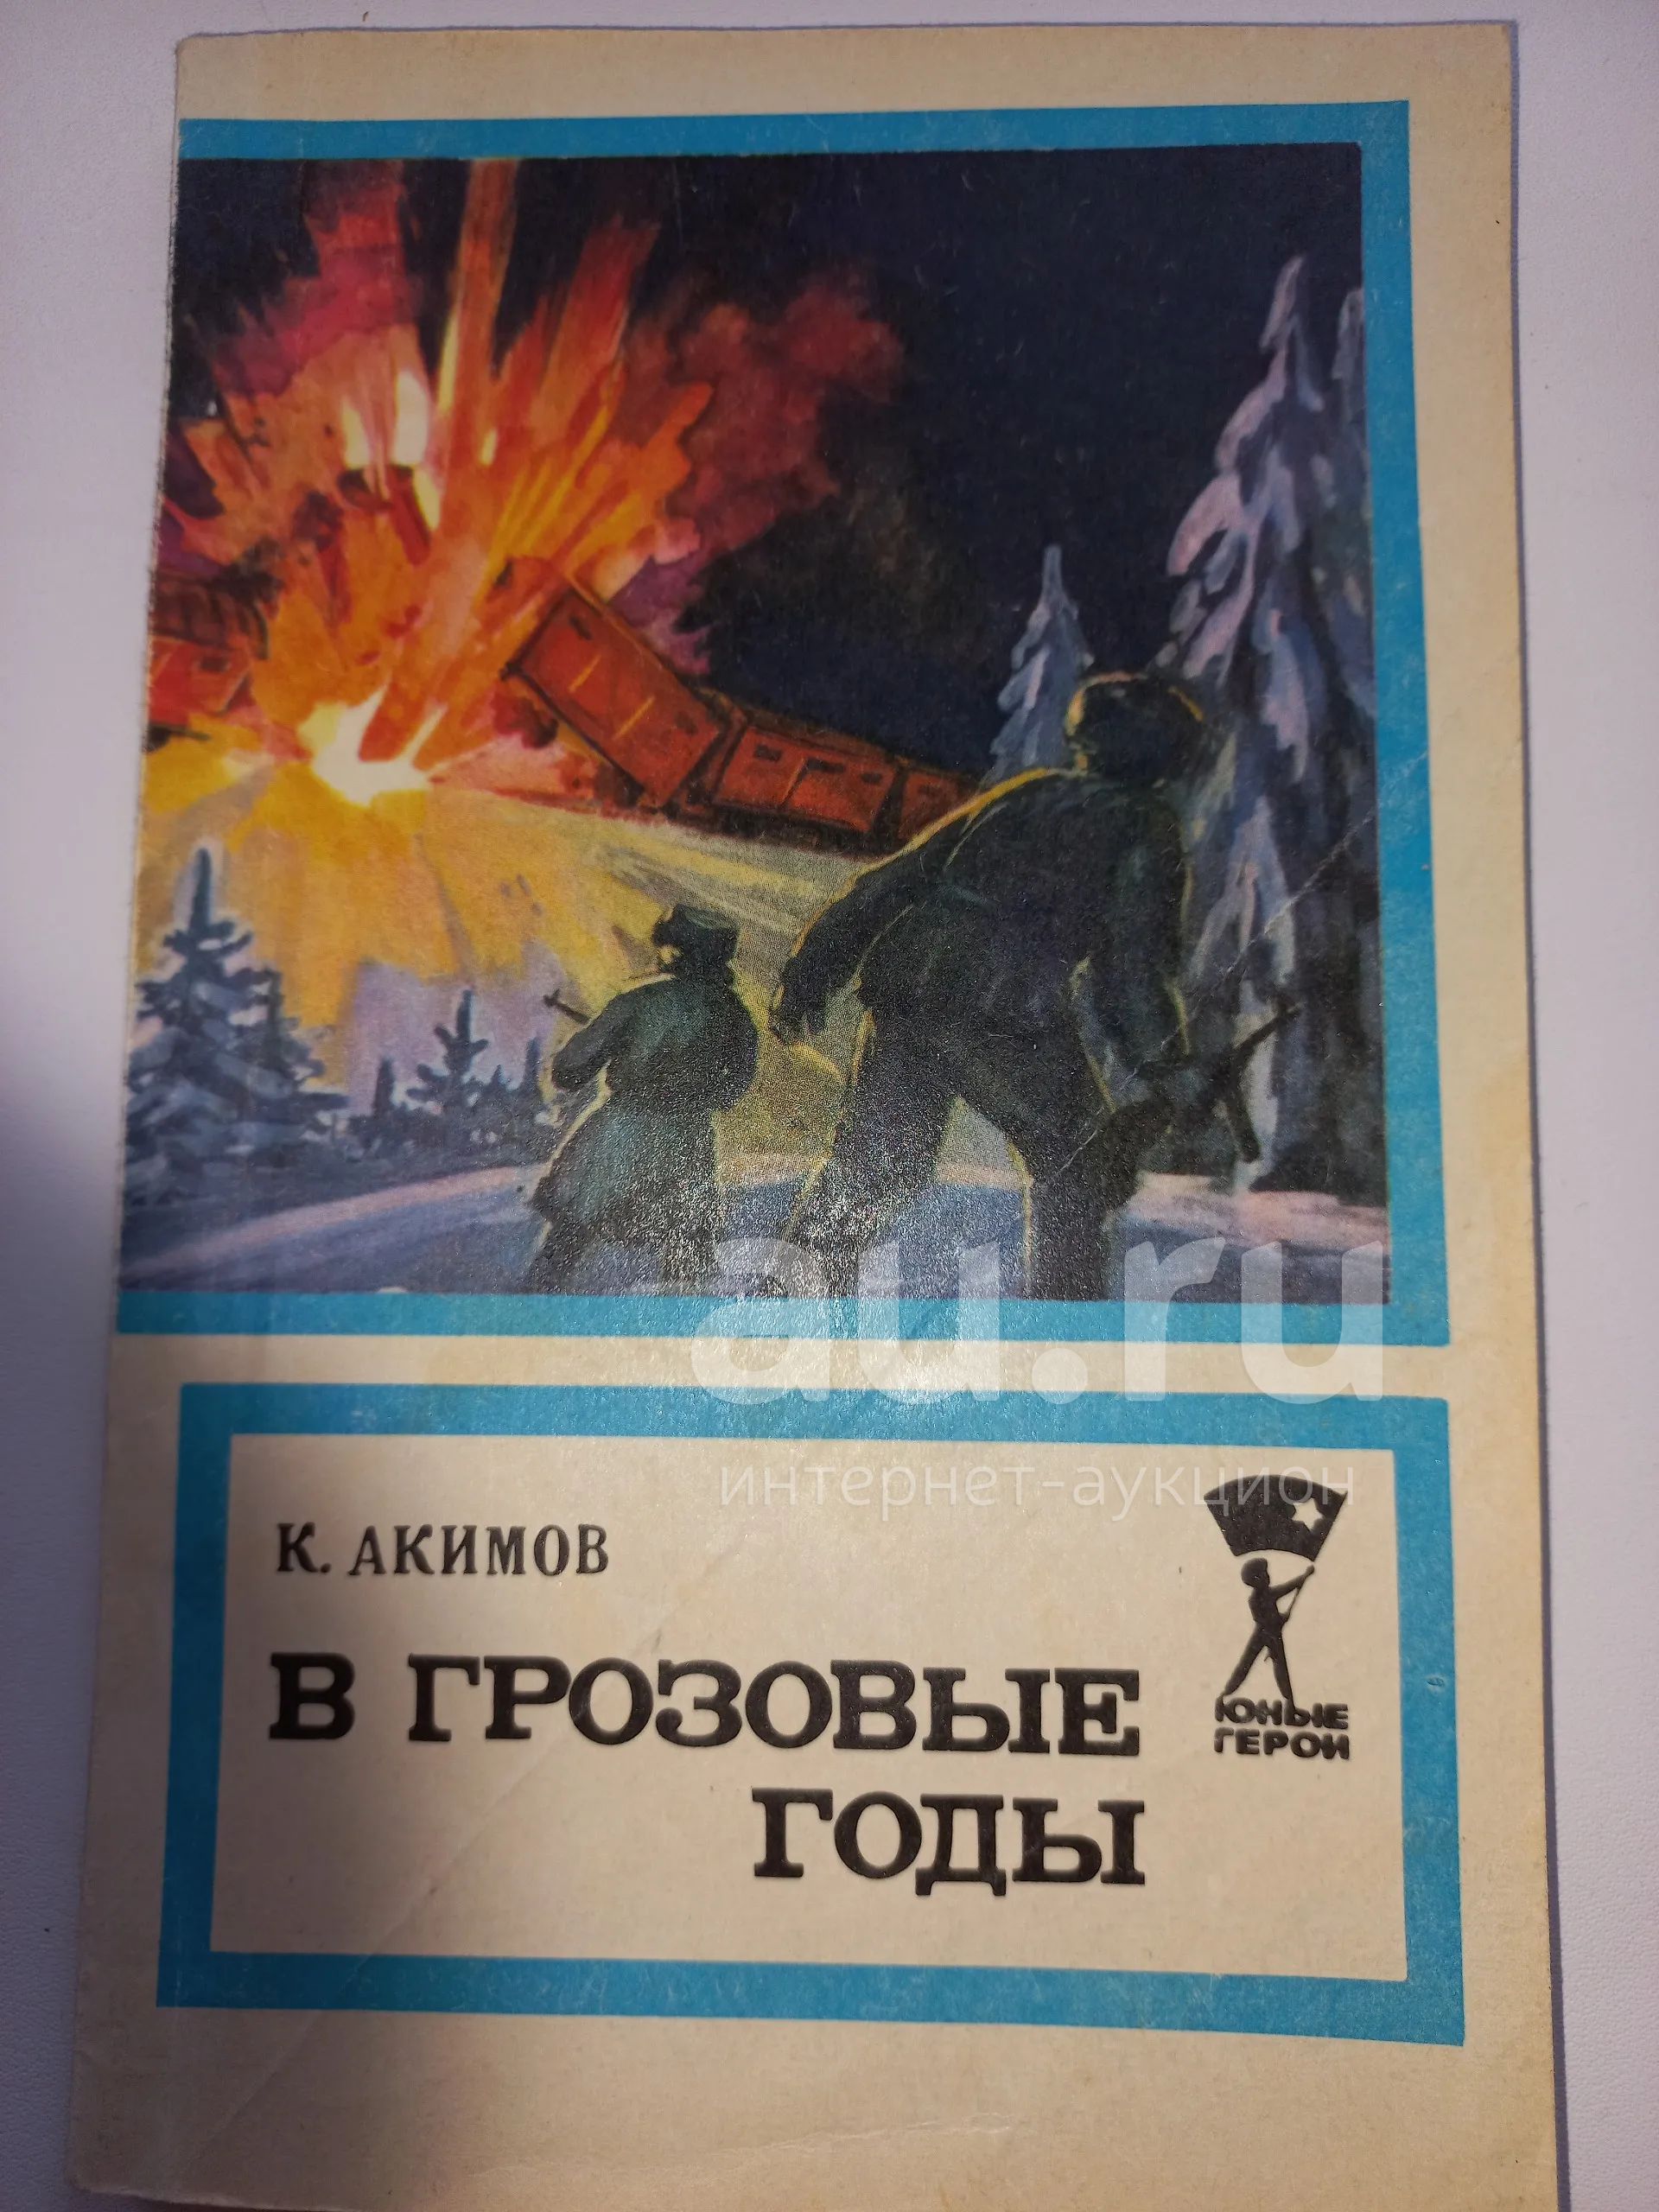 au.ru
интернет-аукцион
К. АКИМОВ
В ГРОЗОВЫЕ
ГОДЫ
ЮНЫЕ
ГЕРОИ